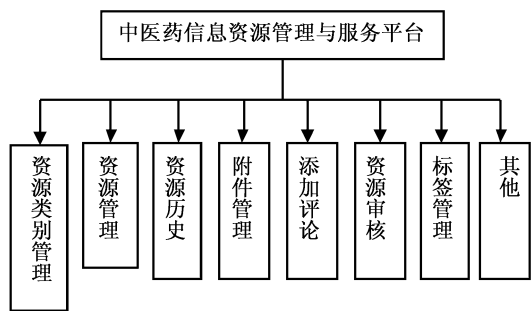 中医药信息资源管理与服务平台
资源类别管理
资源管理
资源历史
附件管理
添加评论
资源审核
标签管理
其他